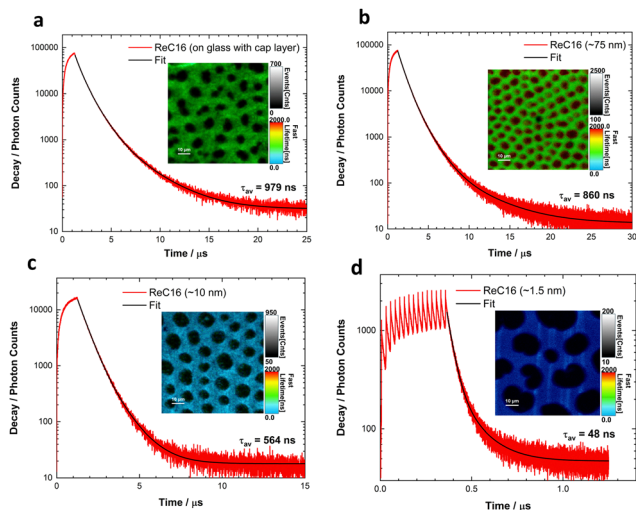 a
ReC16 (on glass with cap layer)
Fit
100000
10000
1000
100
10
Decay / Photon Counts
700
Events[Cnts]
0
2000.0
Fast
Lifetime[ns]
0.0
10 µm
τav = 979 ns
0 5 10 15 20 25
Time / µs
b
ReC16 (~75 nm)
Fit
100000
10000
1000
100
10
Decay / Photon Counts
2500
Events[Cnts]
100
2000.0
Fast
Lifetime[ns]
0.0
10 µm
τav = 860 ns
0 5 10 15 20 25 30
Time / µs
c
ReC16 (~10 nm)
Fit
10000
1000
100
10
Decay / Photon Counts
950
Events[Cnts]
50
2000
Fast
Lifetime[ns]
0.0
10 µm
τav = 564 ns
0 5 10 15
Time / µs
d
ReC16 (~1.5 nm)
Fit
1000
100
Decay / Photon Counts
200
Events[Cnts]
0
2000
Fast
Lifetime[ns]
0.0
10 µm
τav = 48 ns
0.0 0.5 1.0
Time / µs